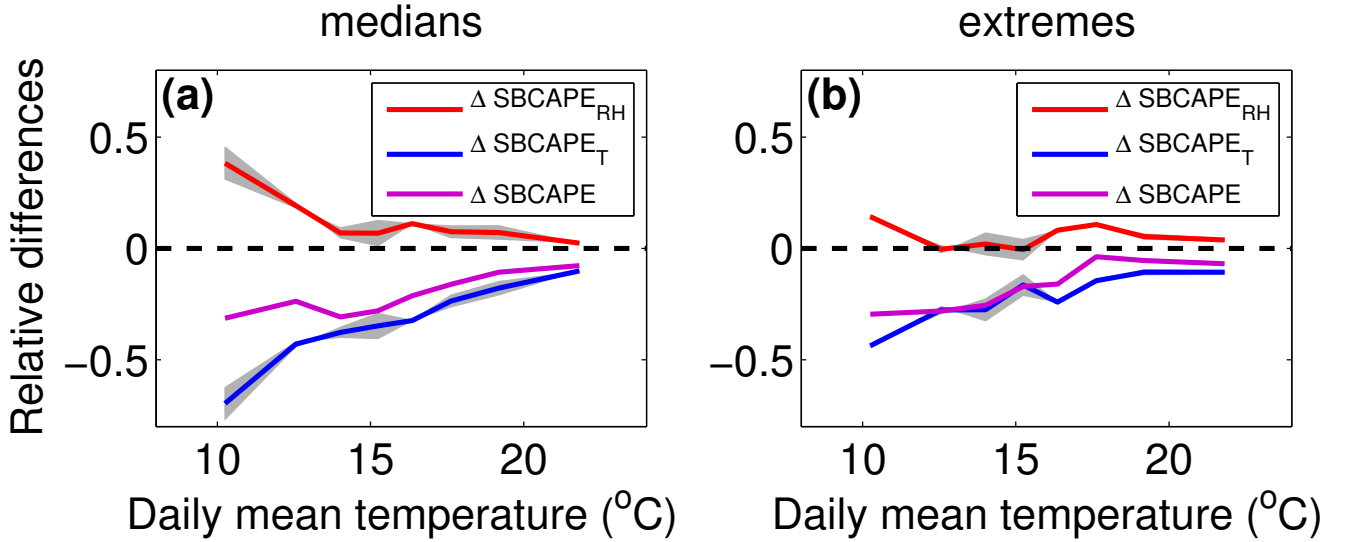 medians
(a)
Δ SBCAPE_RH
Δ SBCAPE_T
Δ SBCAPE
Relative differences
0.5
0
−0.5
10 15 20
Daily mean temperature (°C)
extremes
(b)
Δ SBCAPE_RH
Δ SBCAPE_T
Δ SBCAPE
0.5
0
−0.5
10 15 20
Daily mean temperature (°C)